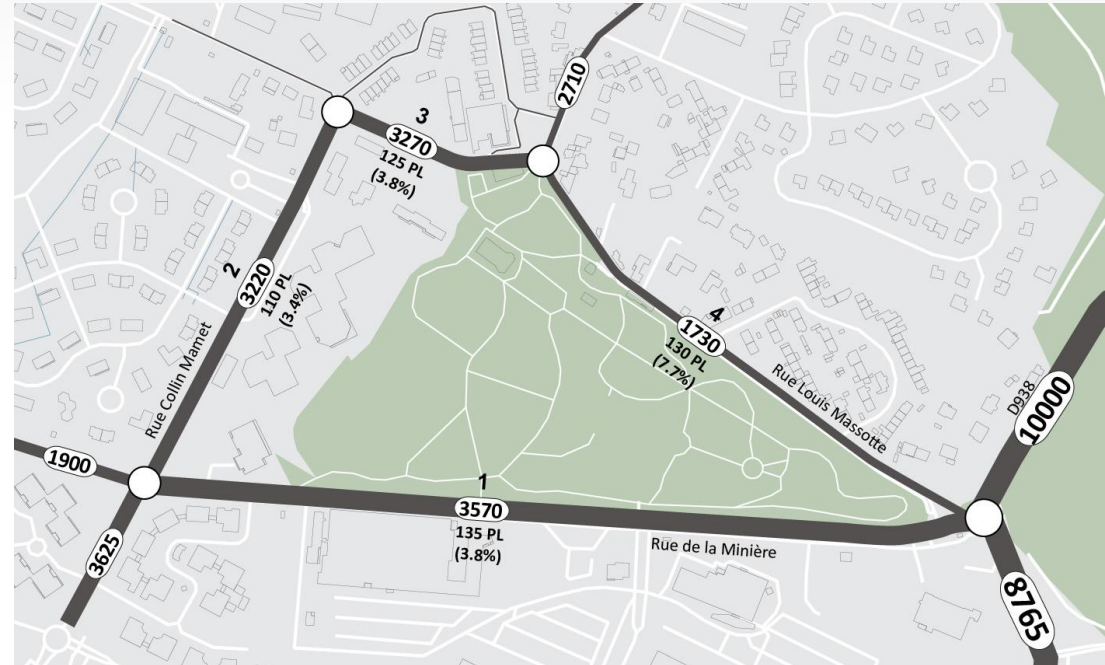 2710
3
3270
125 PL
(3.8%)
2
3220
110 PL
(3.4%)
Rue Collin Mamet
4
1730
130 PL
(7.7%)
Rue Louis Massotte
D938
10000
1900
1
3570
135 PL
(3.8%)
Rue de la Minière
3625
8765